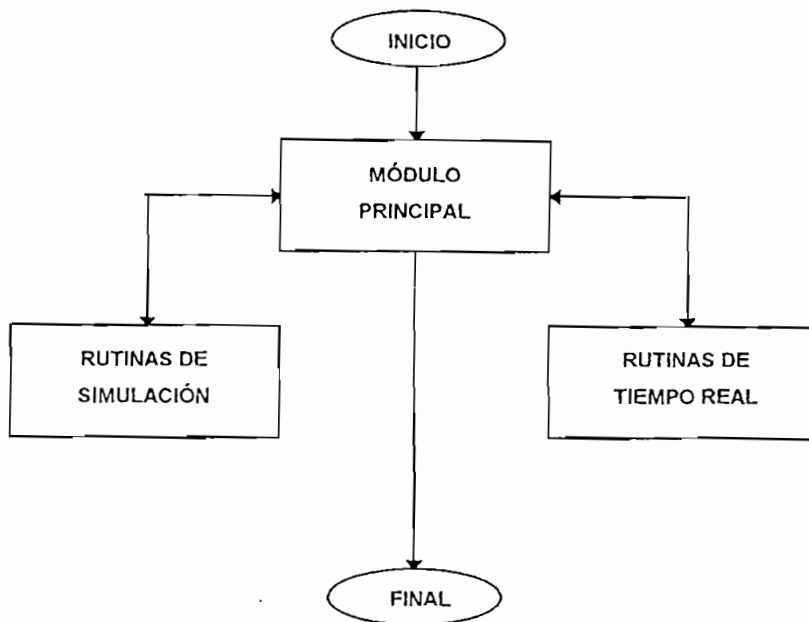 INICIO
MÓDULO
PRINCIPAL
RUTINAS DE
SIMULACIÓN
RUTINAS DE
TIEMPO REAL
FINAL